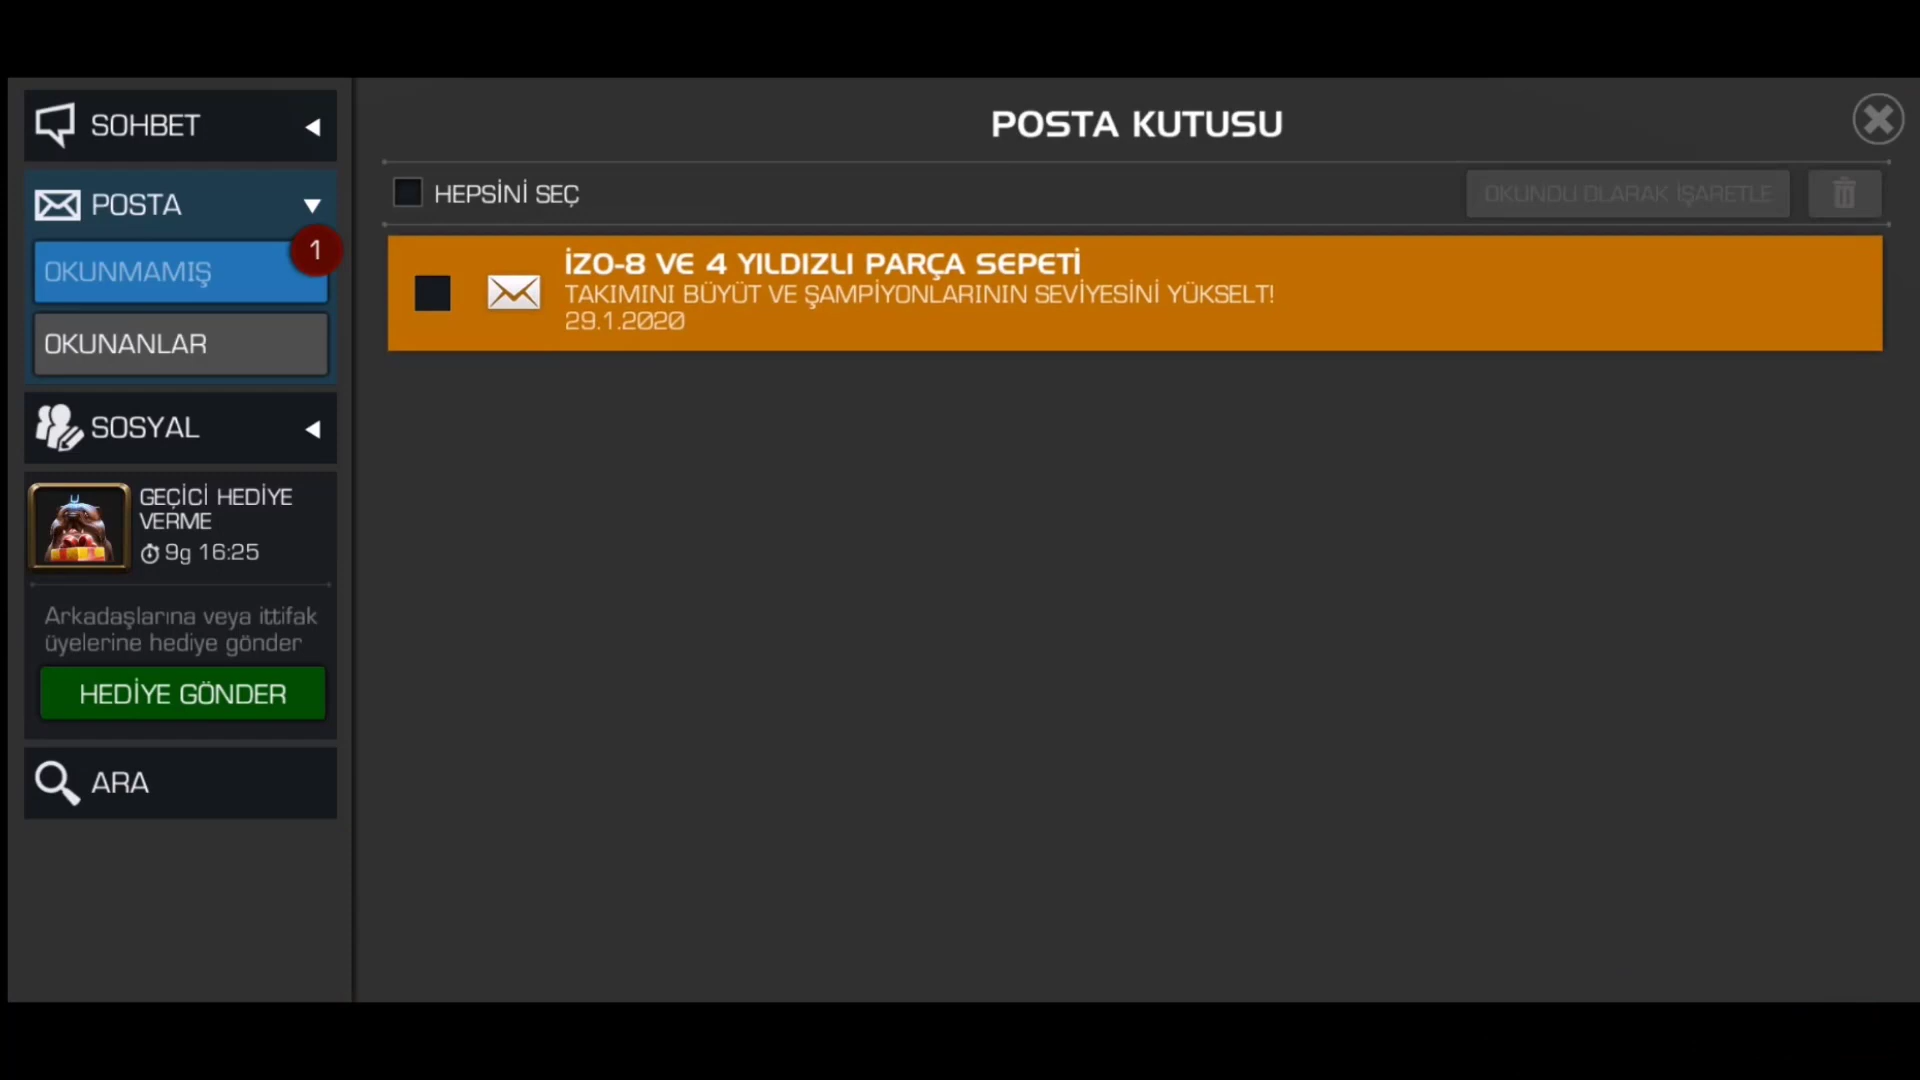 SOHBET
POSTA
1
OKUNMAMIŞ
OKUNANLAR
SOSYAL
GEÇİCİ HEDİYE
VERME
9g 16:25
Arkadaşlarına veya ittifak
üyelerine hediye gönder
HEDİYE GÖNDER
ARA
POSTA KUTUSU
HEPSİNİ SEÇ
OKUNDU OLARAK İŞARETLE
İZO-8 VE 4 YILDIZLI PARÇA SEPETİ
TAKIMINI BÜYÜT VE ŞAMPİYONLARININ SEVİYESİNİ YÜKSELT!
29.1.2020